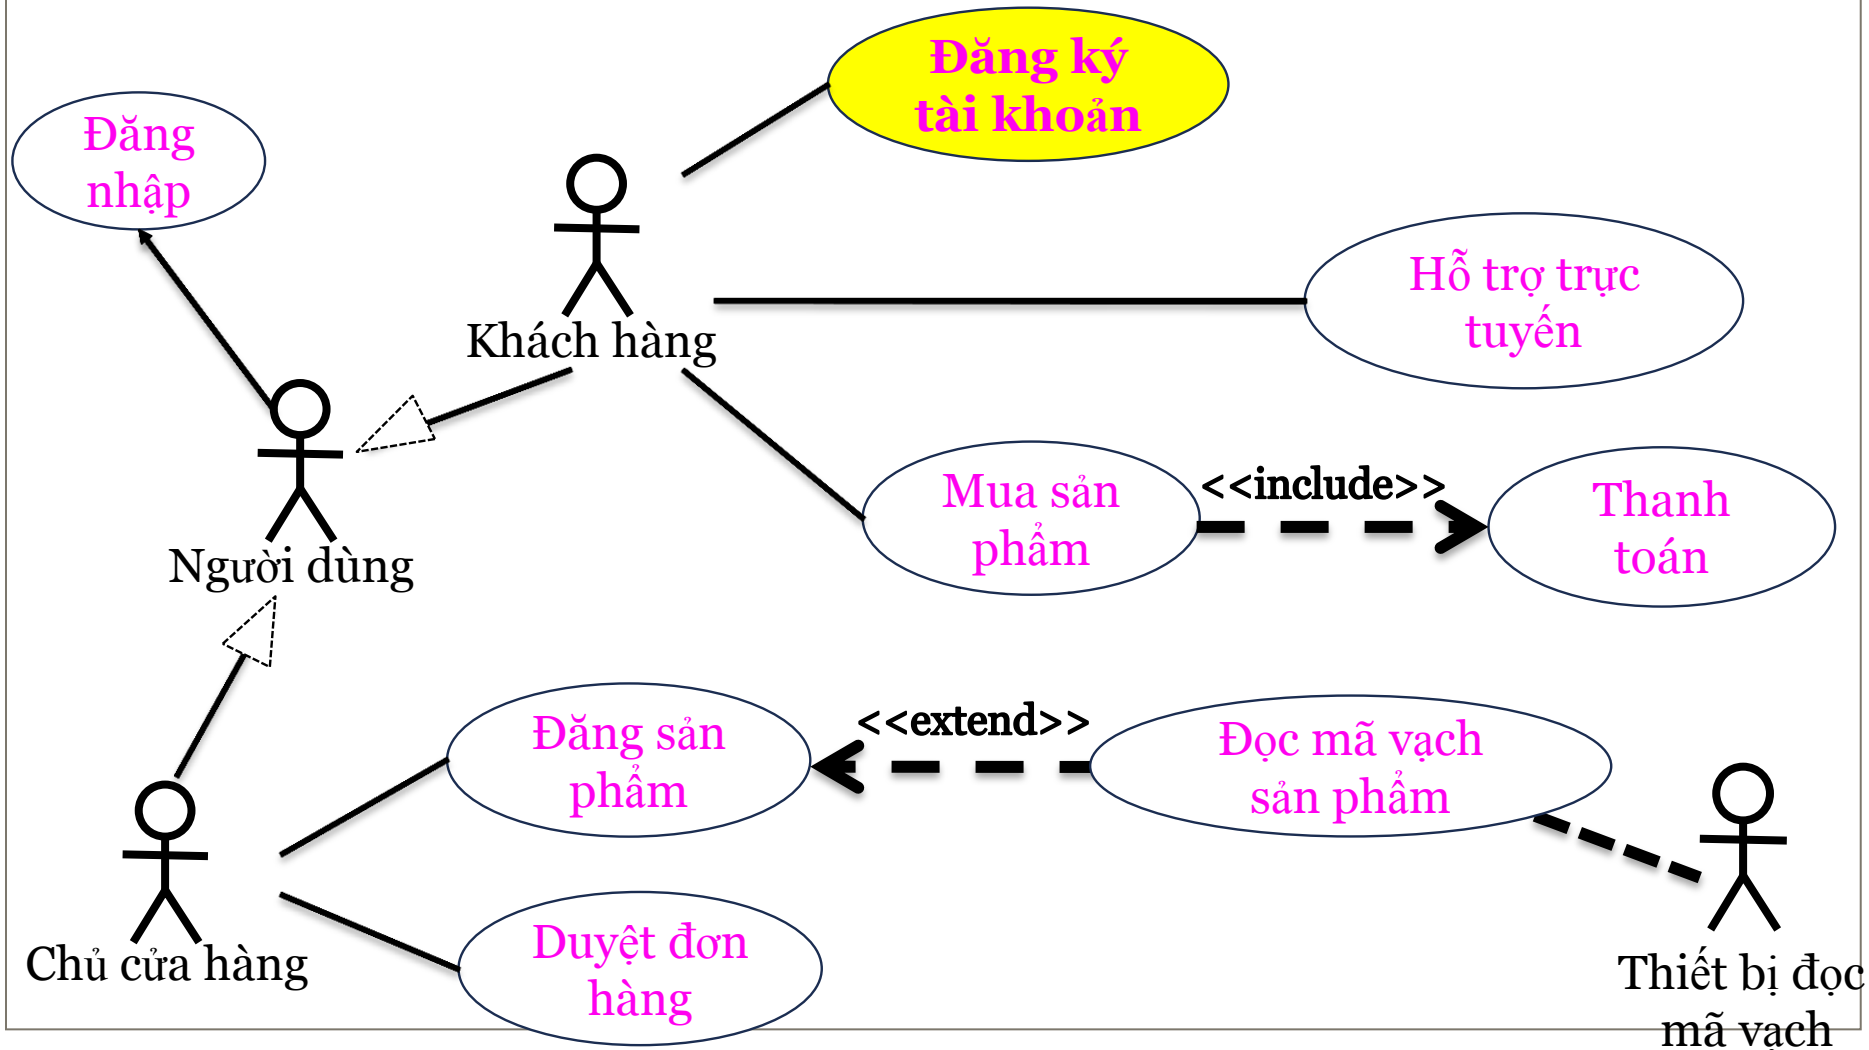 Đăng ký
tài khoản
Đăng
nhập
Hỗ trợ trực
tuyến
Khách hàng
Mua sản
phẩm
<<include>>
Thanh
toán
Người dùng
Đăng sản
phẩm
<<extend>>
Đọc mã vạch
sản phẩm
Chủ cửa hàng
Duyệt đơn
hàng
Thiết bị đọc
mã vạch